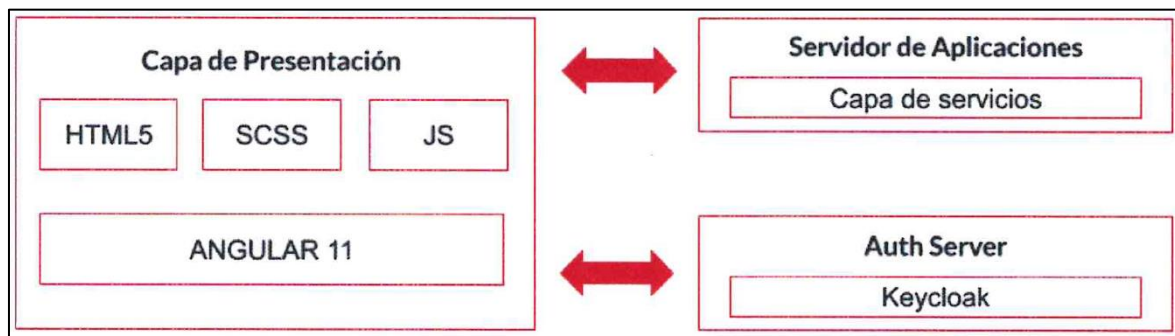 Capa de Presentación
HTML5
SCSS
JS
ANGULAR 11
Servidor de Aplicaciones
Capa de servicios
Auth Server
Keycloak